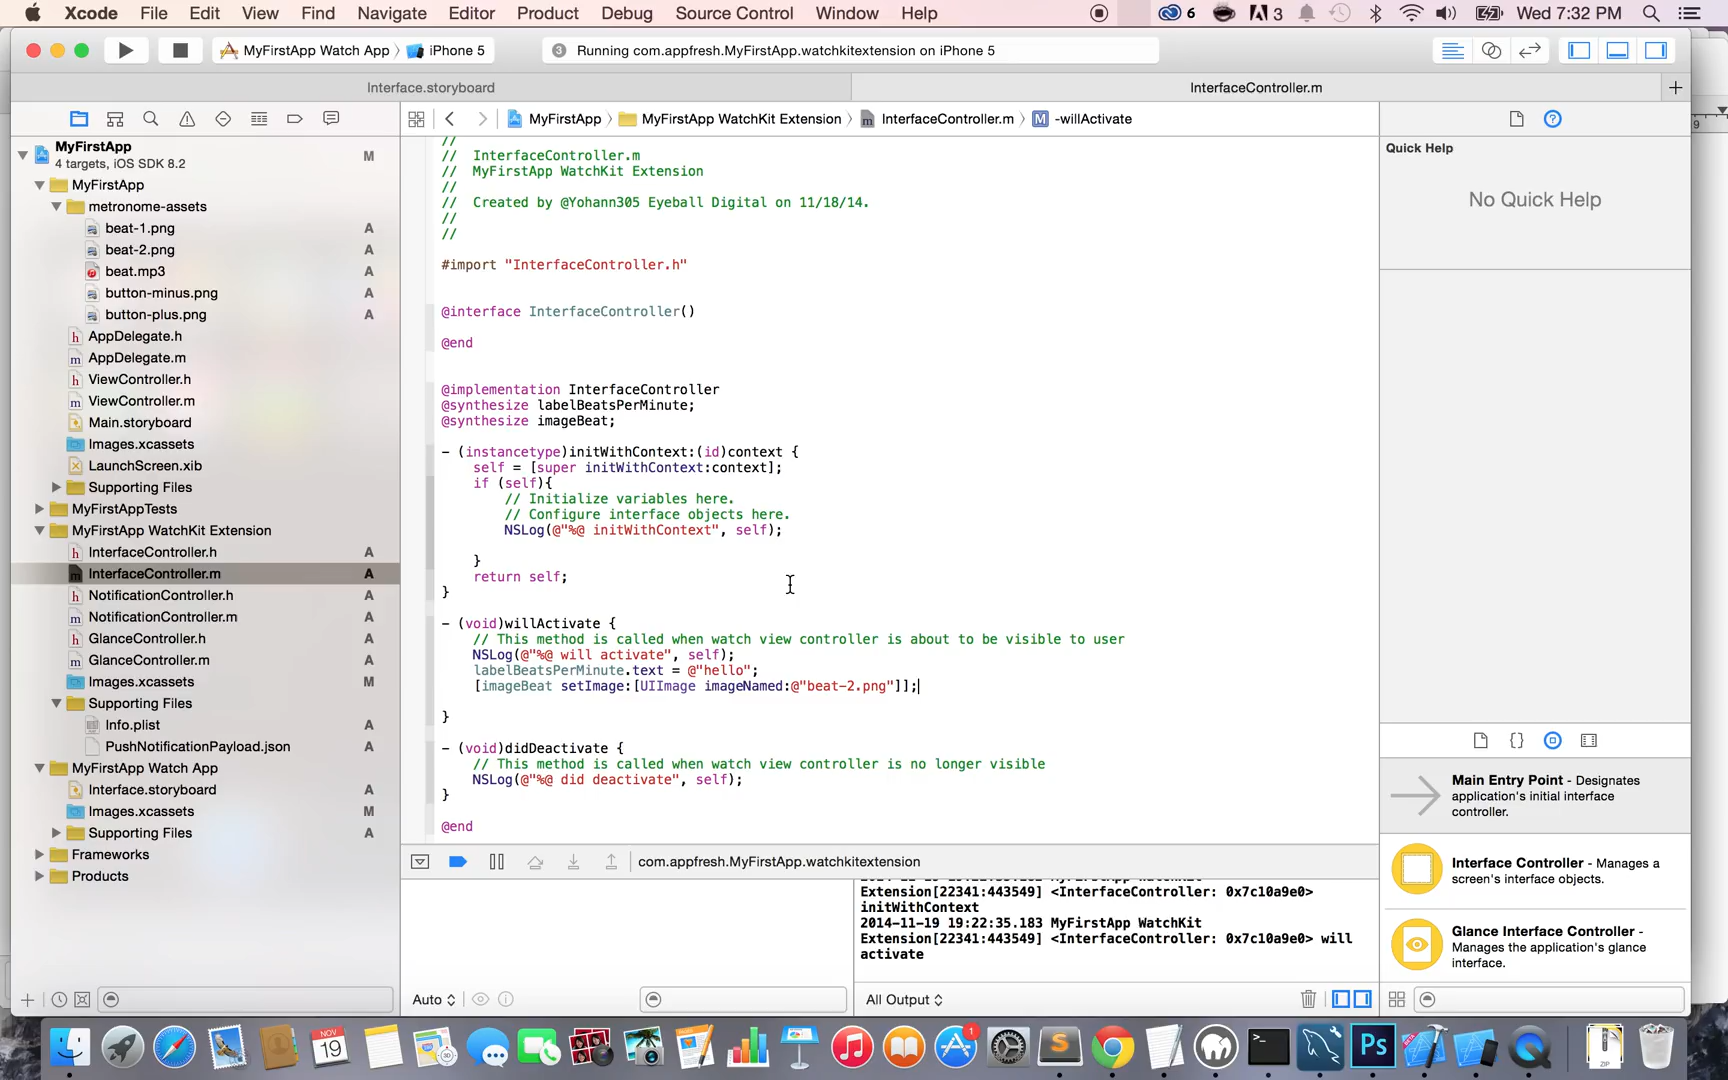 Xcode File Edit View Find Navigate Editor Product Debug Source Control Window Help 6 3 Wed 7:32 PM
MyFirstApp Watch App iPhone 5 3 Running com.appfresh.MyFirstApp.watchkitextension on iPhone 5
Interface.storyboard InterfaceController.m
MyFirstApp MyFirstApp WatchKit Extension InterfaceController.m M -willActivate
MyFirstApp M
4 targets, iOS SDK 8.2
MyFirstApp
metronome-assets
beat-1.png A
beat-2.png A
beat.mp3 A
button-minus.png A
button-plus.png A
h AppDelegate.h
m AppDelegate.m
h ViewController.h
m ViewController.m
Main.storyboard
Images.xcassets
LaunchScreen.xib
Supporting Files
MyFirstAppTests
MyFirstApp WatchKit Extension
h InterfaceController.h A
m InterfaceController.m A
h NotificationController.h A
m NotificationController.m A
h GlanceController.h A
m GlanceController.m A
Images.xcassets M
Supporting Files
Info.plist A
PushNotificationPayload.json A
MyFirstApp Watch App
Interface.storyboard A
Images.xcassets M
Supporting Files A
Frameworks
Products
//
// InterfaceController.m
// MyFirstApp WatchKit Extension
//
// Created by @Yohann305 Eyeball Digital on 11/18/14.
//
//
#import "InterfaceController.h"
@interface InterfaceController()
@end
@implementation InterfaceController
@synthesize labelBeatsPerMinute;
@synthesize imageBeat;
- (instancetype)initWithContext:(id)context {
self = [super initWithContext:context];
if (self){
// Initialize variables here.
// Configure interface objects here.
NSLog(@"%@ initWithContext", self);
}
return self;
}
- (void)willActivate {
// This method is called when watch view controller is about to be visible to user
NSLog(@"%@ will activate", self);
labelBeatsPerMinute.text = @"hello";
[imageBeat setImage:[UIImage imageNamed:@"beat-2.png"]];
}
- (void)didDeactivate {
// This method is called when watch view controller is no longer visible
NSLog(@"%@ did deactivate", self);
}
@end
com.appfresh.MyFirstApp.watchkitextension
Extension[22341:443549] <InterfaceController: 0x7c10a9e0>
initWithContext
2014-11-19 19:22:35.183 MyFirstApp WatchKit
Extension[22341:443549] <InterfaceController: 0x7c10a9e0> will
activate
Auto All Output
Quick Help
No Quick Help
{}
Main Entry Point - Designates
application's initial interface
controller.
Interface Controller - Manages a
screen's interface objects.
Glance Interface Controller -
Manages the application's glance
interface.
NOV
19
1
S
>_
Ps
ZIP